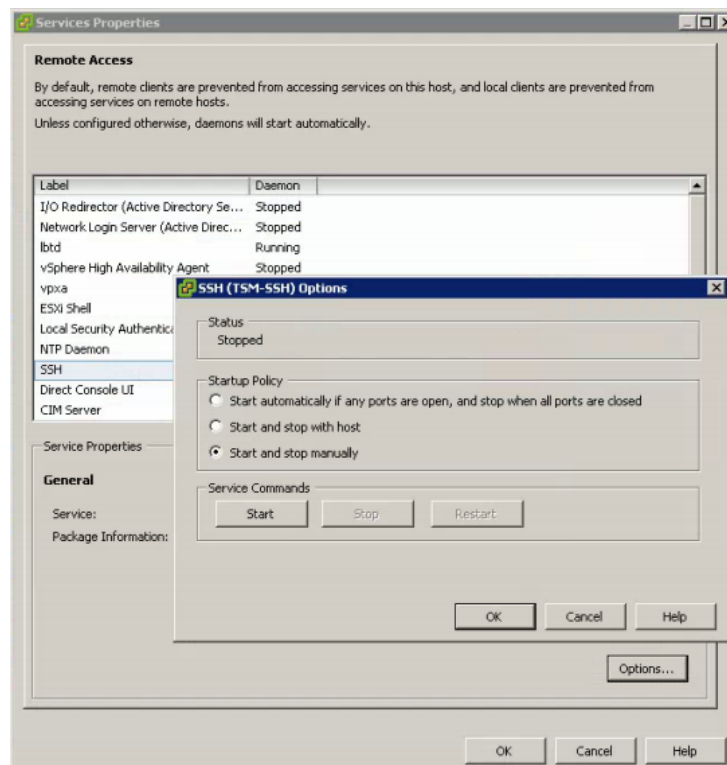 Services Properties
Remote Access
By default, remote clients are prevented from accessing services on this host, and local clients are prevented from
accessing services on remote hosts.
Unless configured otherwise, daemons will start automatically.
Label Daemon
I/O Redirector (Active Directory Se... Stopped
Network Login Server (Active Direc... Stopped
lbtd Running
vSphere High Availability Agent Stopped
vpxa
ESXi Shell
Local Security Authentica
NTP Daemon
SSH
Direct Console UI
CIM Server
Service Properties
General
Service:
Package Information:
SSH (TSM-SSH) Options
Status
Stopped
Startup Policy
Start automatically if any ports are open, and stop when all ports are closed
Start and stop with host
Start and stop manually
Service Commands
Start Stop Restart
OK Cancel Help
Options...
OK Cancel Help